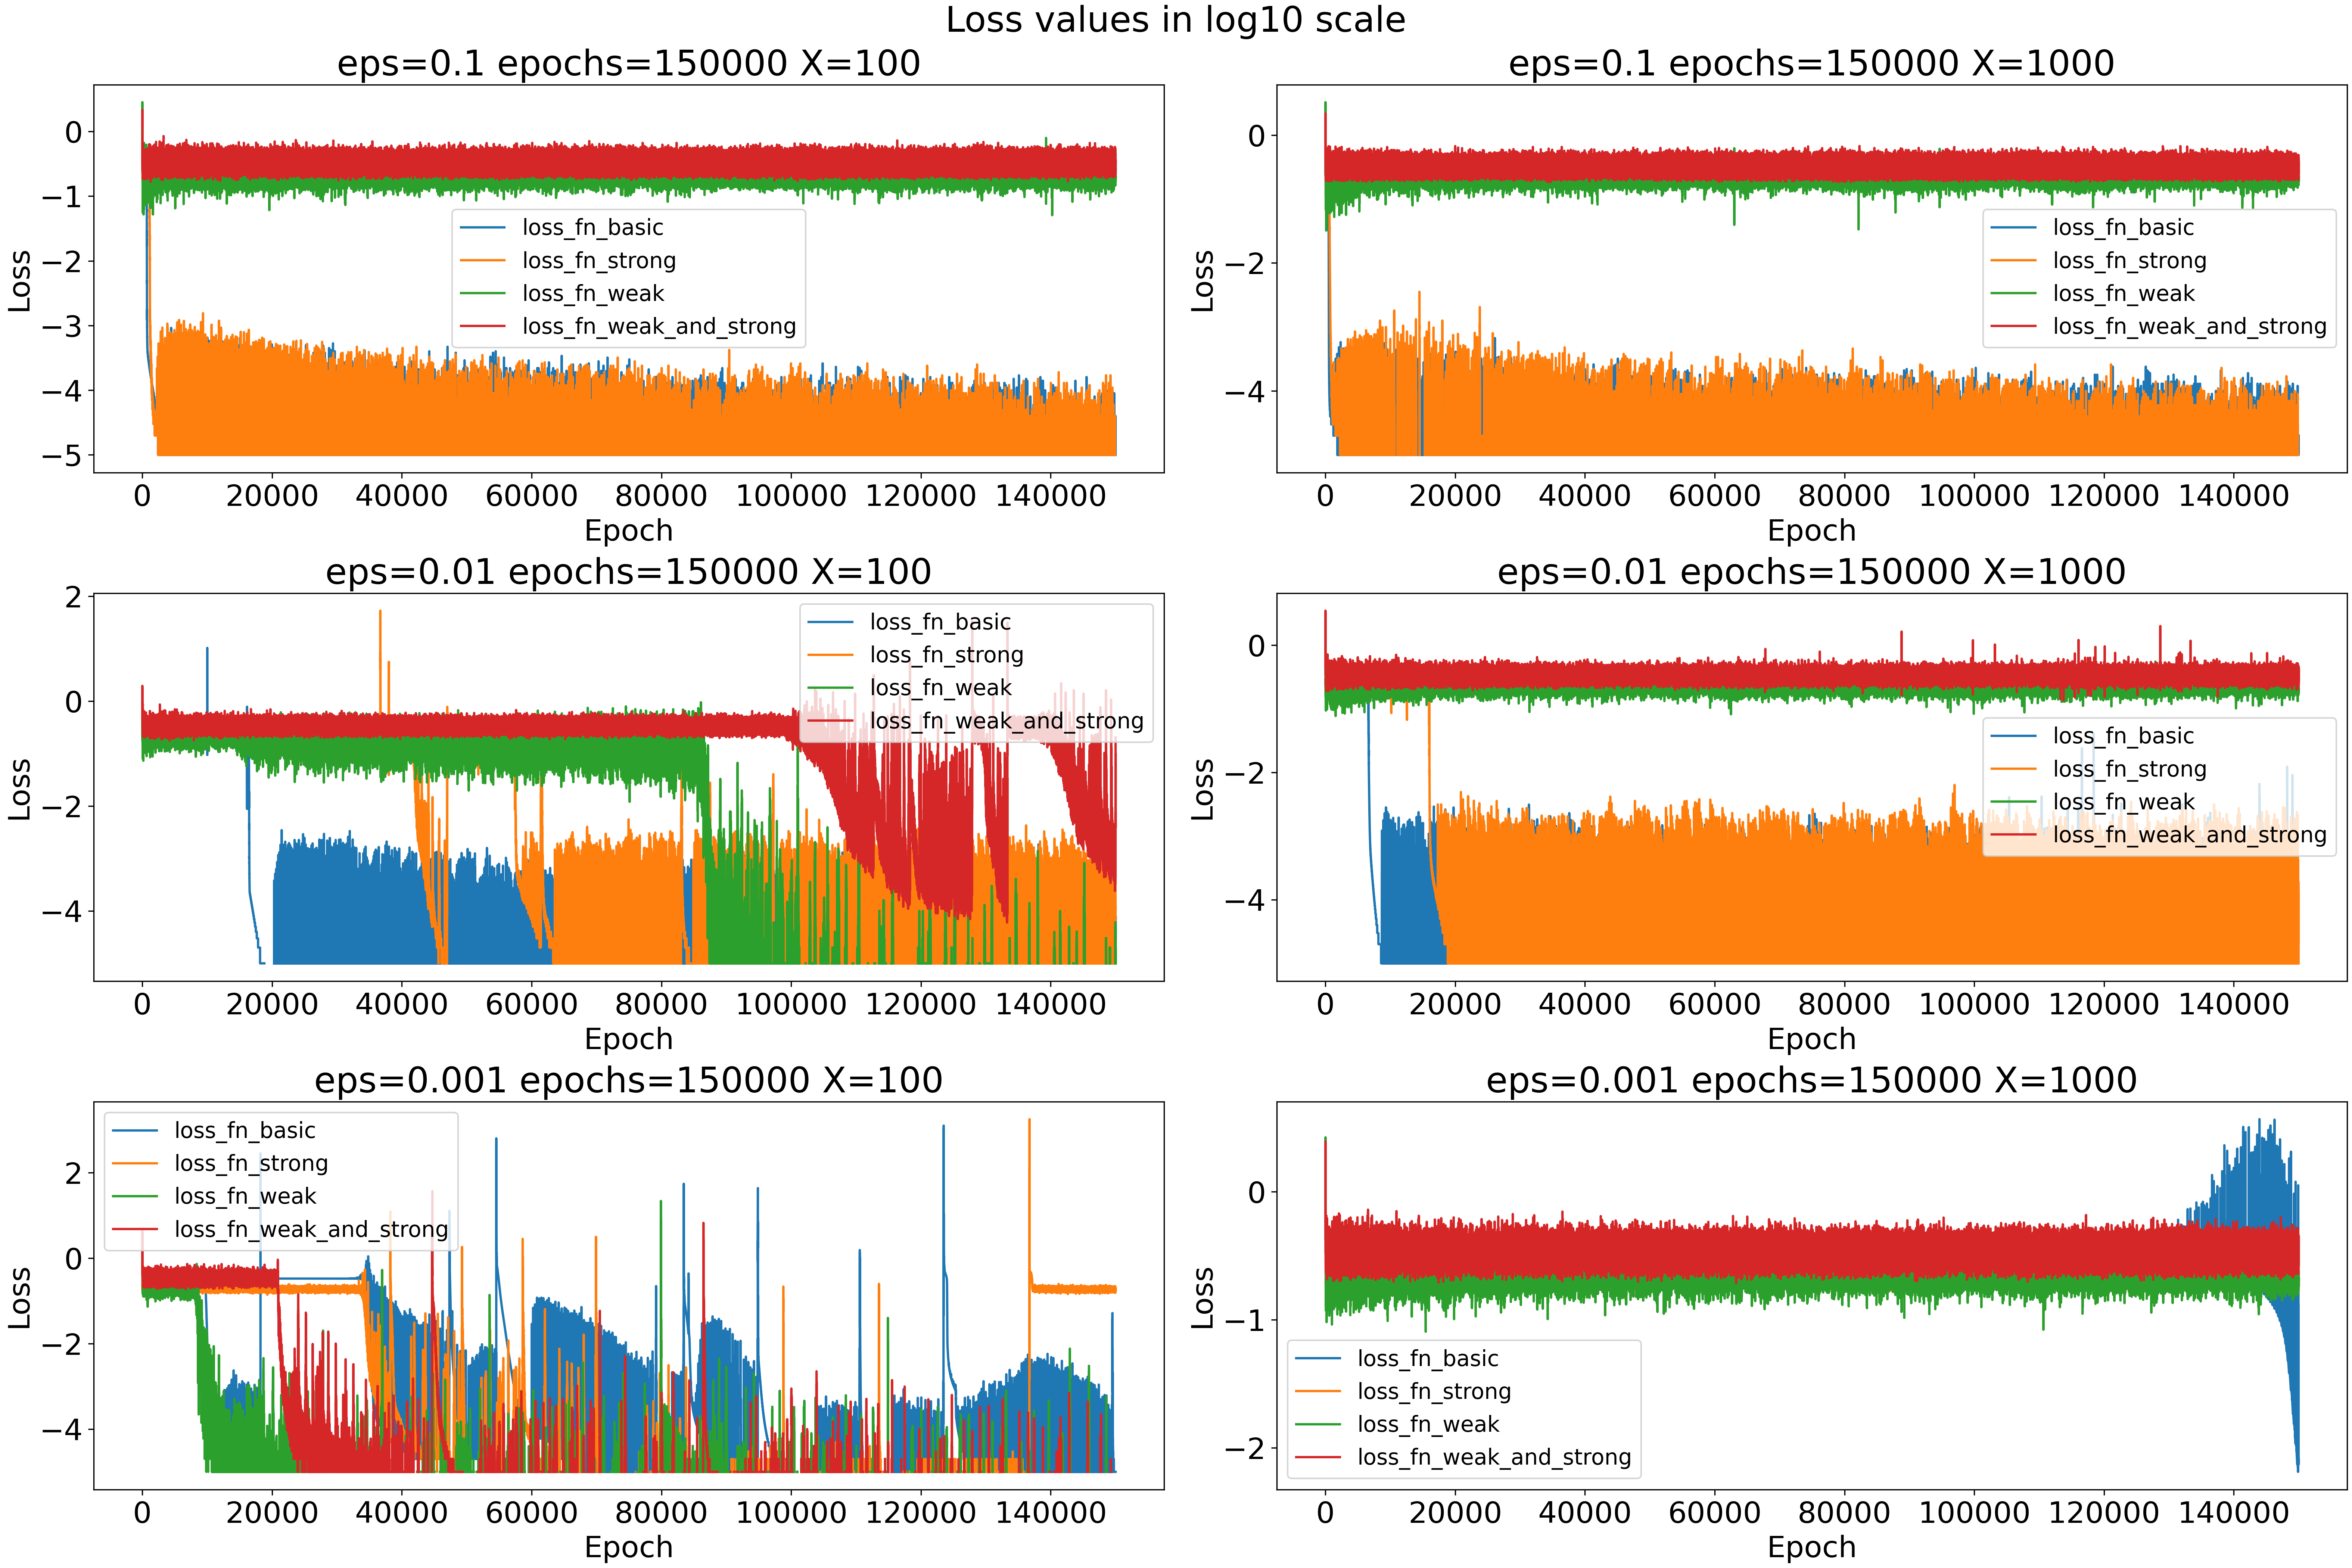 Loss values in log10 scale
eps=0.1 epochs=150000 X=100
0
−1
−2
−3
−4
−5
Loss
loss_fn_basic
loss_fn_strong
loss_fn_weak
loss_fn_weak_and_strong
0 20000 40000 60000 80000 100000 120000 140000
Epoch
eps=0.1 epochs=150000 X=1000
0
−2
−4
Loss
loss_fn_basic
loss_fn_strong
loss_fn_weak
loss_fn_weak_and_strong
0 20000 40000 60000 80000 100000 120000 140000
Epoch
eps=0.01 epochs=150000 X=100
2
0
−2
−4
Loss
loss_fn_basic
loss_fn_strong
loss_fn_weak
loss_fn_weak_and_strong
0 20000 40000 60000 80000 100000 120000 140000
Epoch
eps=0.01 epochs=150000 X=1000
0
−2
−4
Loss
loss_fn_basic
loss_fn_strong
loss_fn_weak
loss_fn_weak_and_strong
0 20000 40000 60000 80000 100000 120000 140000
Epoch
eps=0.001 epochs=150000 X=100
2
0
−2
−4
Loss
loss_fn_basic
loss_fn_strong
loss_fn_weak
loss_fn_weak_and_strong
0 20000 40000 60000 80000 100000 120000 140000
Epoch
eps=0.001 epochs=150000 X=1000
0
−1
−2
Loss
loss_fn_basic
loss_fn_strong
loss_fn_weak
loss_fn_weak_and_strong
0 20000 40000 60000 80000 100000 120000 140000
Epoch